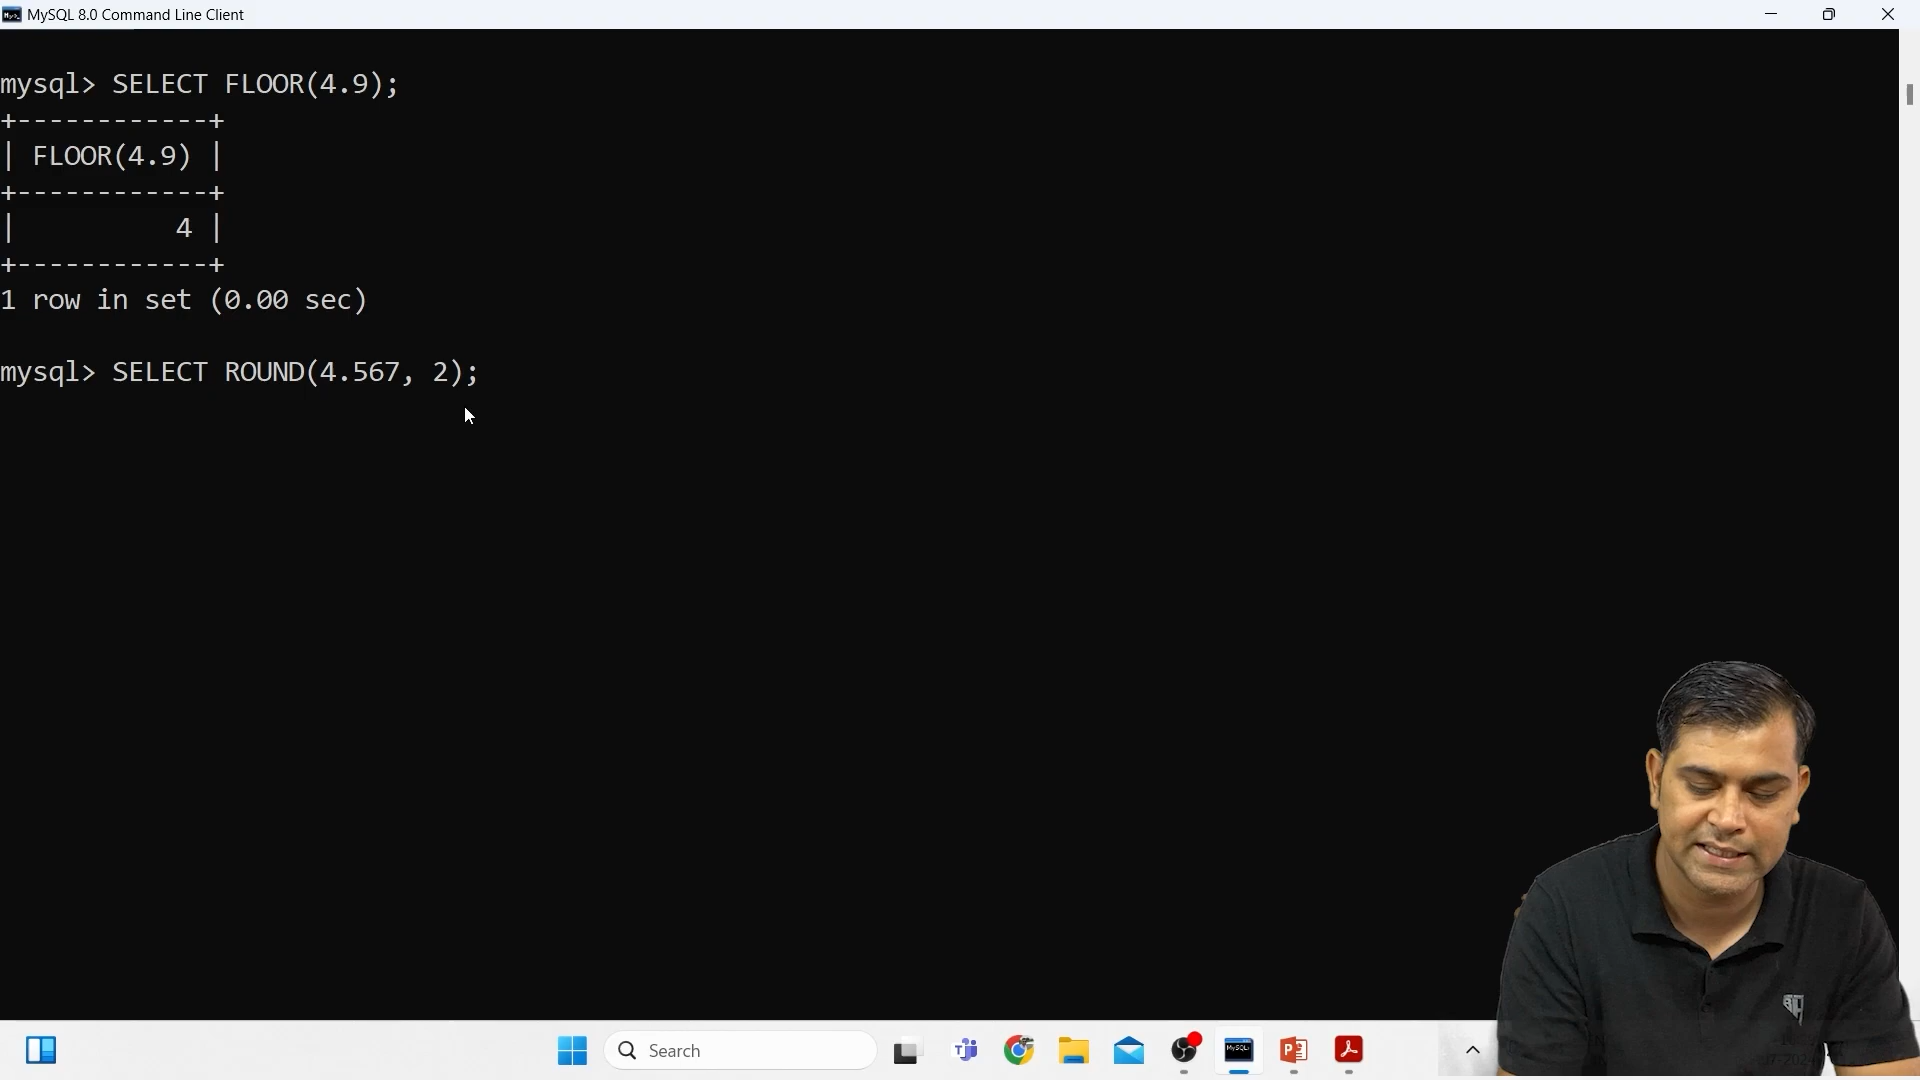 MySQL 8.0 Command Line Client
mysql> SELECT FLOOR(4.9);
+------------+
| FLOOR(4.9) |
+------------+
|          4 |
+------------+
1 row in set (0.00 sec)
mysql> SELECT ROUND(4.567, 2);
Search